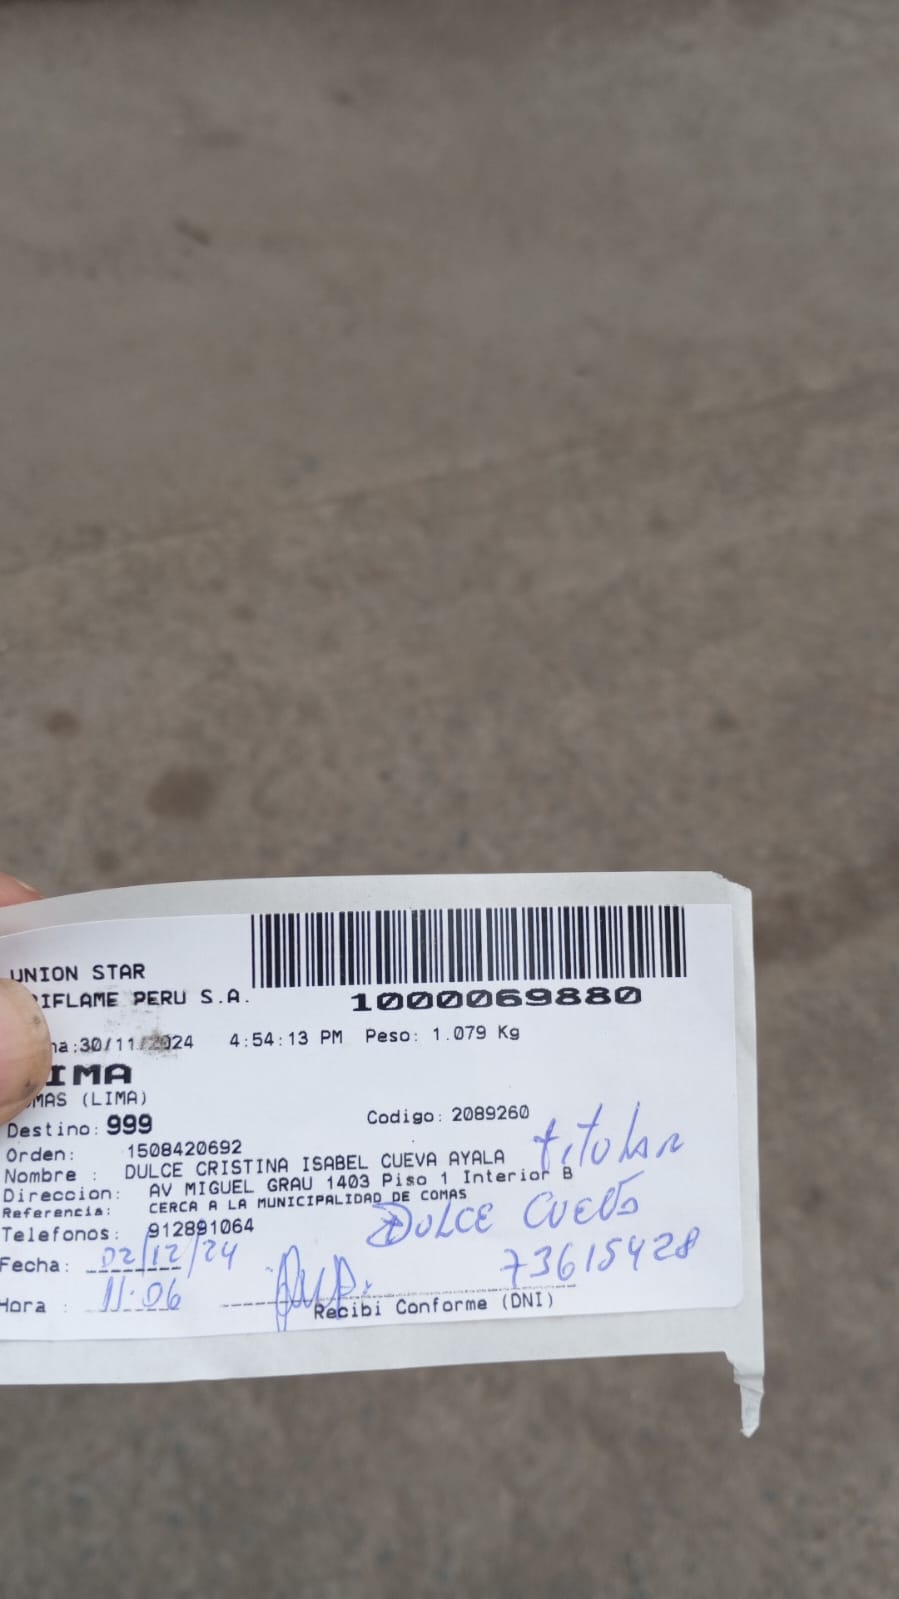 UNION STAR
RIFLAME PERU S.A.
1000069880
ha:30/11/2024 4:54:13 PM Peso: 1.079 Kg
IMA
MAS (LIMA)
Destino: 999 Codigo: 2089260
Orden: 1508420692
Nombre : DULCE CRISTINA ISABEL CUEVA AYALA titular
Direccion: AV MIGUEL GRAU 1403 Piso 1 Interior B
Referencia: CERCA A LA MUNICIPALIDAD DE COMAS
Telefonos: 912891064 DULCE CUEVA
Fecha: 02/12/24 73615428
Hora : 11:06
Recibi Conforme (DNI)